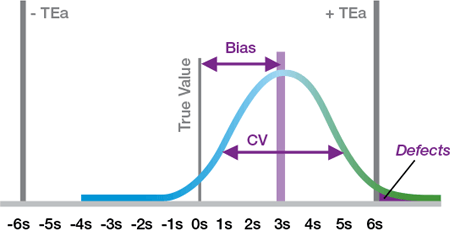 - TEa
+ TEa
Bias
True Value
CV
Defects
-6s -5s -4s -3s -2s -1s 0s 1s 2s 3s 4s 5s 6s